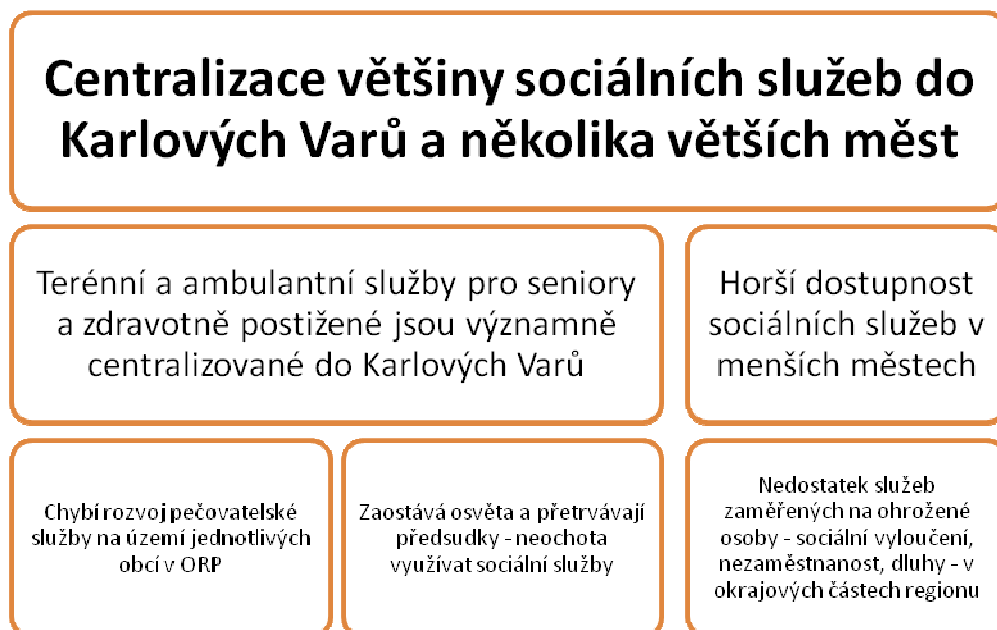 Centralizace většiny sociálních služeb do
Karlových Varů a několika větších měst
Terénní a ambulantní služby pro seniory
a zdravotně postižené jsou významně
centralizované do Karlových Varů
Horší dostupnost
sociálních služeb v
menších městech
Chybí rozvoj pečovatelské
služby na území jednotlivých
obcí v ORP
Zaostává osvěta a přetrvávají
předsudky - neochota
využívat sociální služby
Nedostatek služeb
zaměřených na ohrožené
osoby - sociální vyloučení,
nezaměstnanost, dluhy - v
okrajových částech regionu